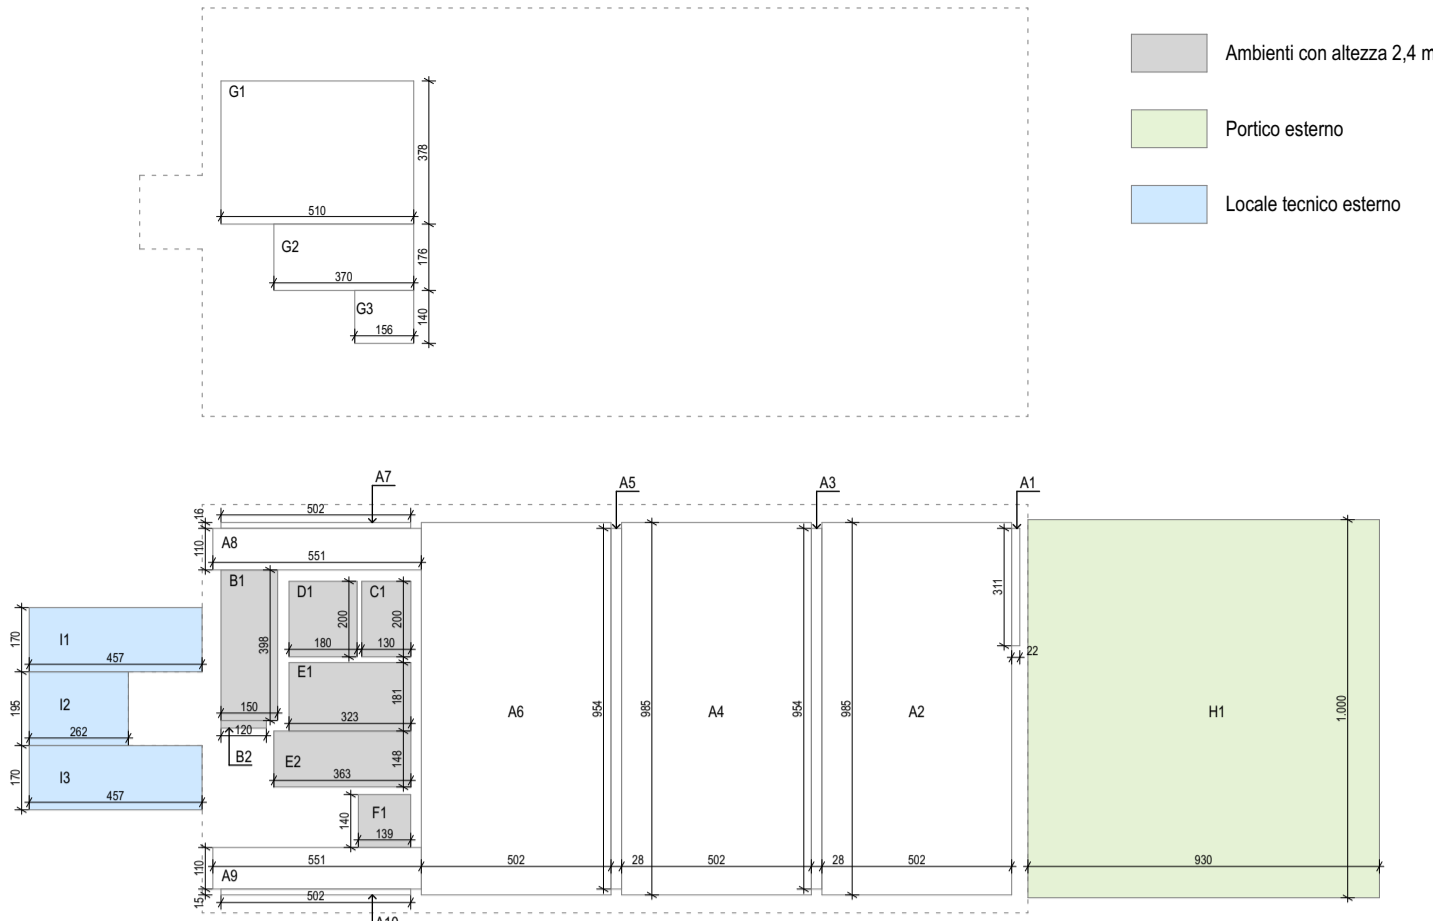 Ambienti con altezza 2,4 m
Portico esterno
Locale tecnico esterno
G1
378
510
G2
176
370
G3
140
156
A7
A5
A3
A1
502
16
A8
110
551
B1
D1
C1
311
200
200
398
180
130
22
I1
170
457
E1
181
323
150
120
B2
I2
195
262
E2
148
363
I3
170
457
F1
140
139
A6
954
985
A4
954
985
A2
H1
1.000
551
502
28
502
28
502
930
110
A9
502
15
A10